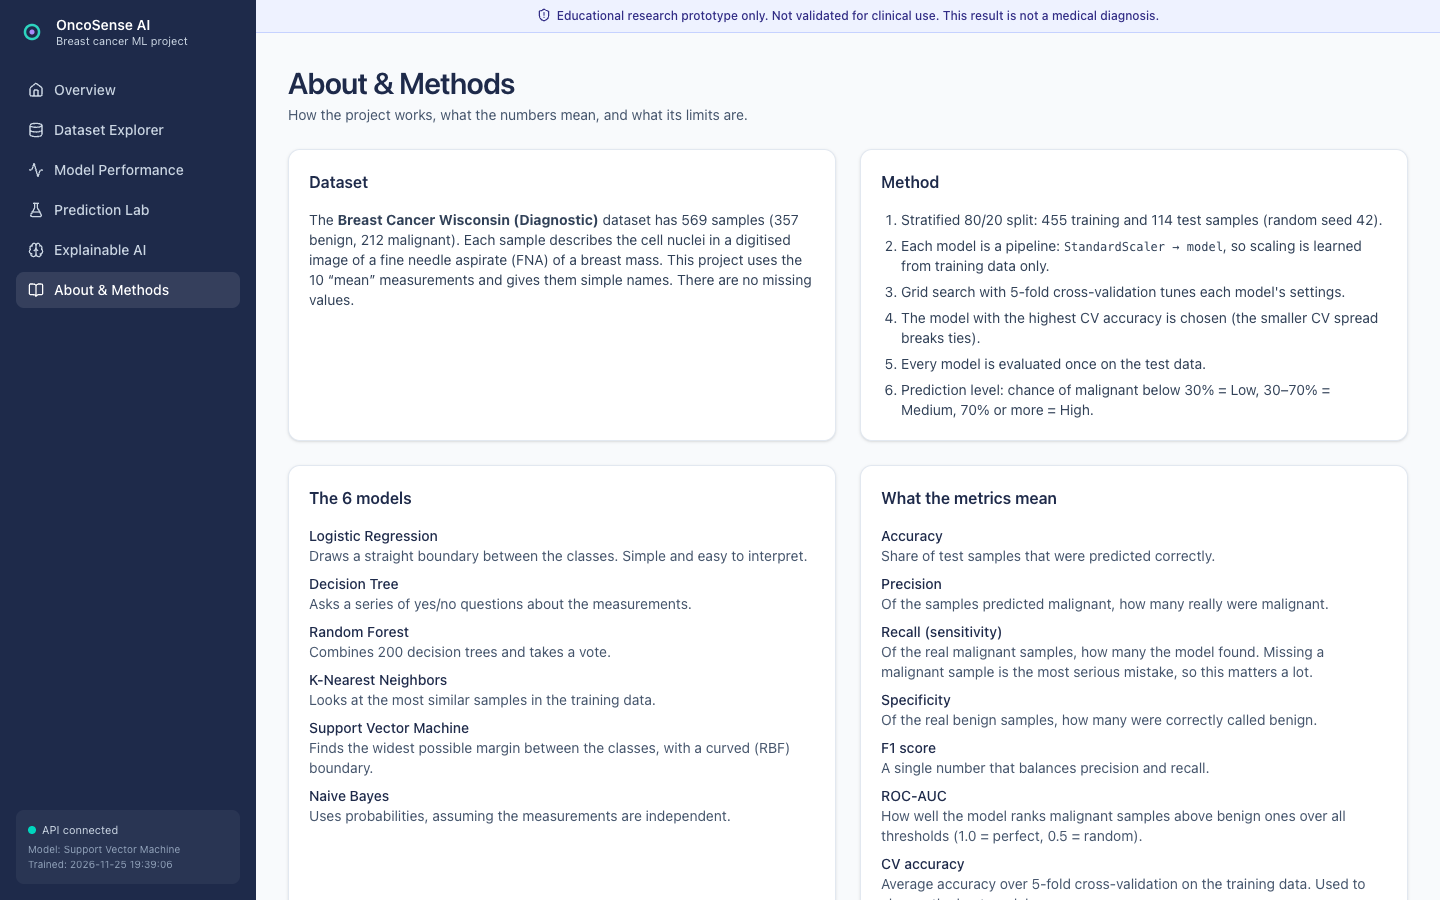 OncoSense AI
Breast cancer ML project
Overview
Dataset Explorer
Model Performance
Prediction Lab
Explainable AI
About & Methods
API connected
Model: Support Vector Machine
Trained: 2026-11-25 19:39:06
Educational research prototype only. Not validated for clinical use. This result is not a medical diagnosis.
About & Methods
How the project works, what the numbers mean, and what its limits are.
Dataset
The Breast Cancer Wisconsin (Diagnostic) dataset has 569 samples (357
benign, 212 malignant). Each sample describes the cell nuclei in a digitised
image of a fine needle aspirate (FNA) of a breast mass. This project uses the
10 “mean” measurements and gives them simple names. There are no missing
values.
Method
1. Stratified 80/20 split: 455 training and 114 test samples (random seed 42).
2. Each model is a pipeline: StandardScaler → model, so scaling is learned
from training data only.
3. Grid search with 5-fold cross-validation tunes each model's settings.
4. The model with the highest CV accuracy is chosen (the smaller CV spread
breaks ties).
5. Every model is evaluated once on the test data.
6. Prediction level: chance of malignant below 30% = Low, 30–70% =
Medium, 70% or more = High.
The 6 models
Logistic Regression
Draws a straight boundary between the classes. Simple and easy to interpret.
Decision Tree
Asks a series of yes/no questions about the measurements.
Random Forest
Combines 200 decision trees and takes a vote.
K-Nearest Neighbors
Looks at the most similar samples in the training data.
Support Vector Machine
Finds the widest possible margin between the classes, with a curved (RBF)
boundary.
Naive Bayes
Uses probabilities, assuming the measurements are independent.
What the metrics mean
Accuracy
Share of test samples that were predicted correctly.
Precision
Of the samples predicted malignant, how many really were malignant.
Recall (sensitivity)
Of the real malignant samples, how many the model found. Missing a
malignant sample is the most serious mistake, so this matters a lot.
Specificity
Of the real benign samples, how many were correctly called benign.
F1 score
A single number that balances precision and recall.
ROC-AUC
How well the model ranks malignant samples above benign ones over all
thresholds (1.0 = perfect, 0.5 = random).
CV accuracy
Average accuracy over 5-fold cross-validation on the training data. Used to